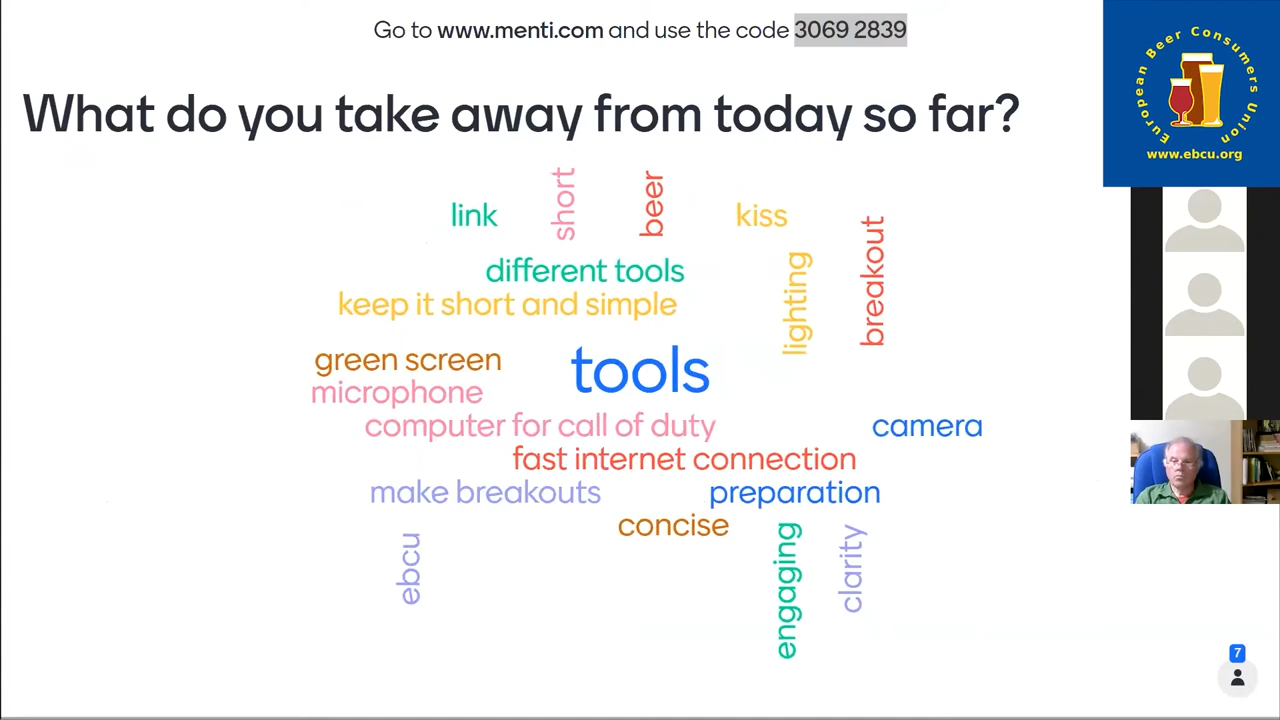 Go to www.menti.com and use the code 3069 2839
European Beer Consumers Union
www.ebcu.org
What do you take away from today so far?
link
short
beer
kiss
different tools
lighting
breakout
keep it short and simple
green screen
tools
microphone
computer for call of duty
camera
fast internet connection
make breakouts
preparation
concise
ebcu
engaging
clarity
7